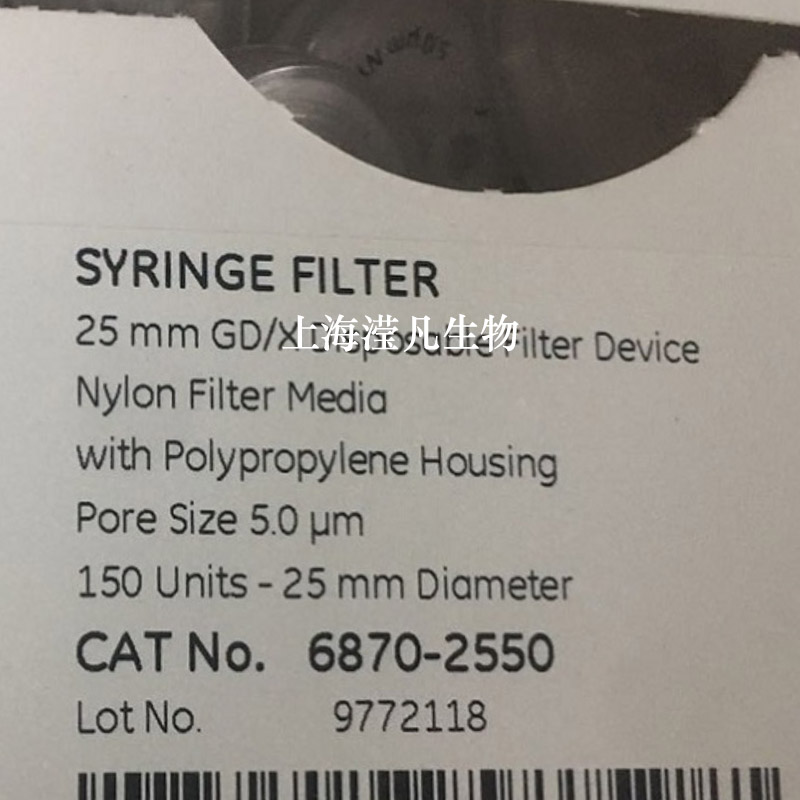 SYRINGE FILTER
25 mm GD/X Disposable Filter Device
上海滢凡生物
Nylon Filter Media
with Polypropylene Housing
Pore Size 5.0 µm
150 Units - 25 mm Diameter
CAT No. 6870-2550
Lot No. 9772118